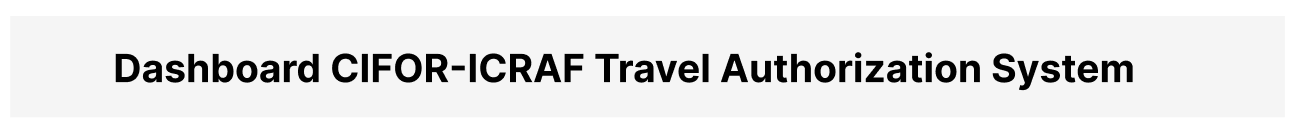 Dashboard CIFOR-ICRAF Travel Authorization System